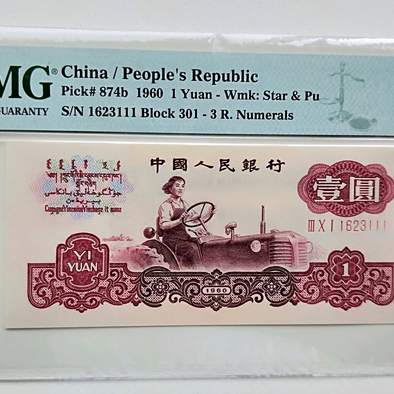 MG China / People's Republic
GUARANTY Pick# 874b 1960 1 Yuan - Wmk: Star & Pu
S/N 1623111 Block 301 - 3 R. Numerals
中國人民銀行
壹圓
ⅢⅩⅠ1623111
YI
YUAN
1
1960